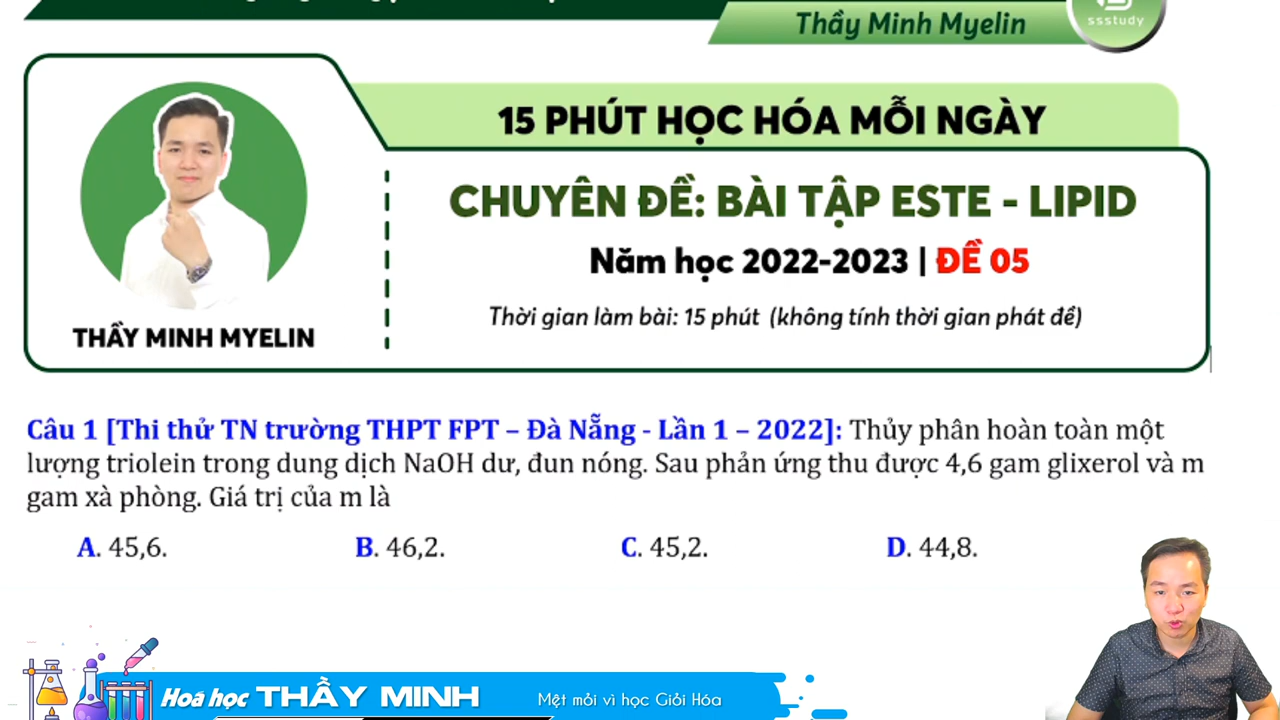 Thầy Minh Myelin
ssstudy
15 PHÚT HỌC HÓA MỖI NGÀY
CHUYÊN ĐỀ: BÀI TẬP ESTE - LIPID
Năm học 2022-2023 | ĐỀ 05
Thời gian làm bài: 15 phút (không tính thời gian phát đề)
THẦY MINH MYELIN
Câu 1 [Thi thử TN trường THPT FPT – Đà Nẵng - Lần 1 – 2022]: Thủy phân hoàn toàn một
lượng triolein trong dung dịch NaOH dư, đun nóng. Sau phản ứng thu được 4,6 gam glixerol và m
gam xà phòng. Giá trị của m là
A. 45,6. B. 46,2. C. 45,2. D. 44,8.
Hoá học THẦY MINH Mệt mỏi vì học Giỏi Hóa